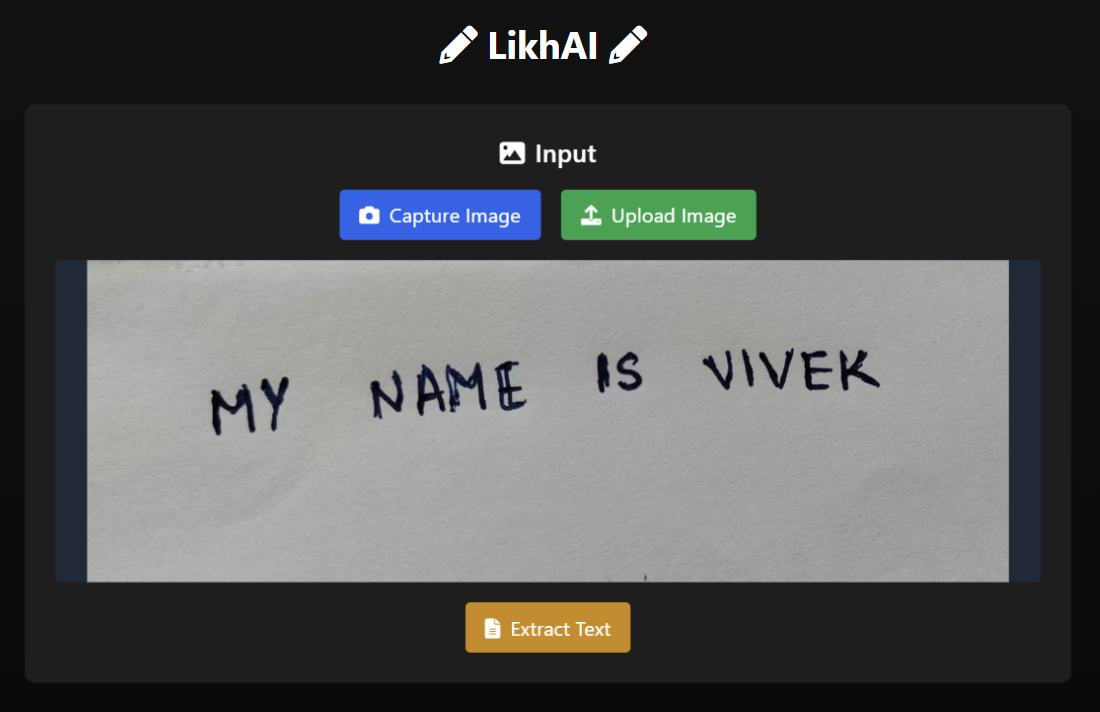 LikhAI
Input
Capture Image Upload Image
MY NAME IS VIVEK
Extract Text